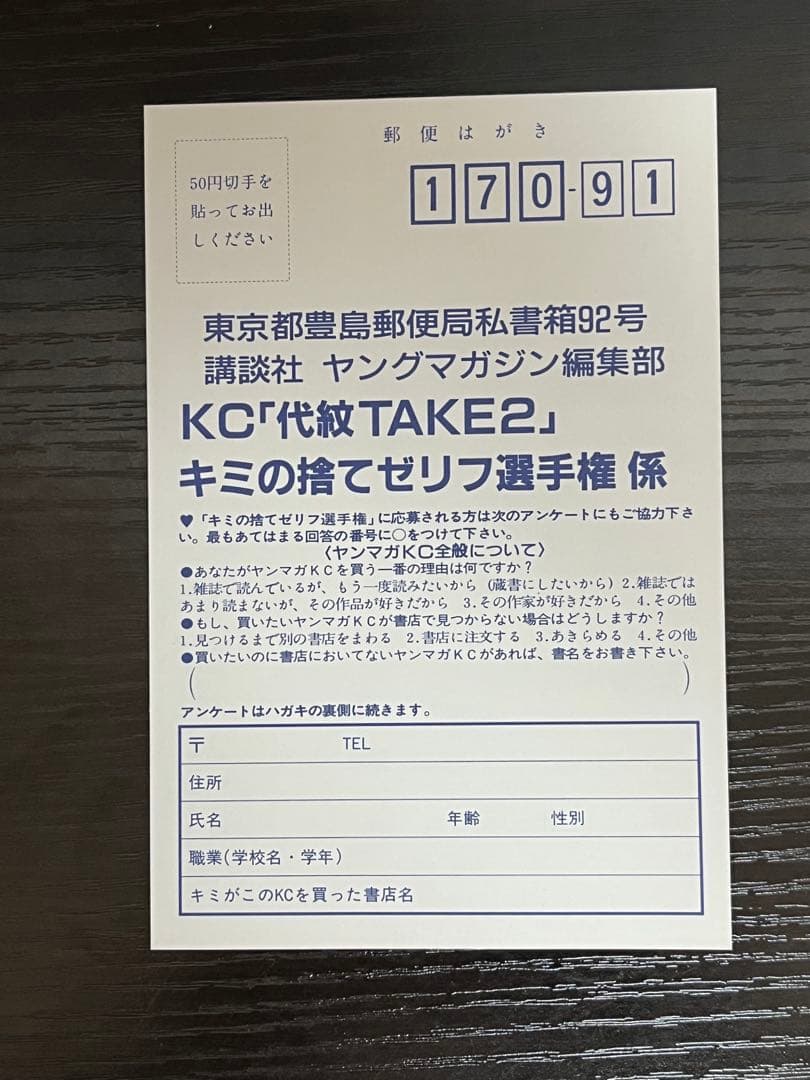 郵便はがき
50円切手を
貼ってお出
しください
170-91
東京都豊島郵便局私書箱92号
講談社 ヤングマガジン編集部
KC「代紋TAKE2」
キミの捨てゼリフ選手権 係
♥「キミの捨てゼリフ選手権」に応募される方は次のアンケートにもご協力下さ
い。最もあてはまる回答の番号に○をつけて下さい。
〈ヤンマガKC全般について〉
●あなたがヤンマガKCを買う一番の理由は何ですか?
1.雑誌で読んでいるが、もう一度読みたいから(蔵書にしたいから) 2.雑誌では
あまり読まないが、その作品が好きだから 3.その作家が好きだから 4.その他
●もし、買いたいヤンマガKCが書店で見つからない場合はどうしますか?
1.見つけるまで別の書店をまわる 2.書店に注文する 3.あきらめる 4.その他
●買いたいのに書店においてないヤンマガKCがあれば、書名をお書き下さい。
( )
アンケートはハガキの裏側に続きます。
〒 TEL
住所
氏名 年齢 性別
職業(学校名・学年)
キミがこのKCを買った書店名